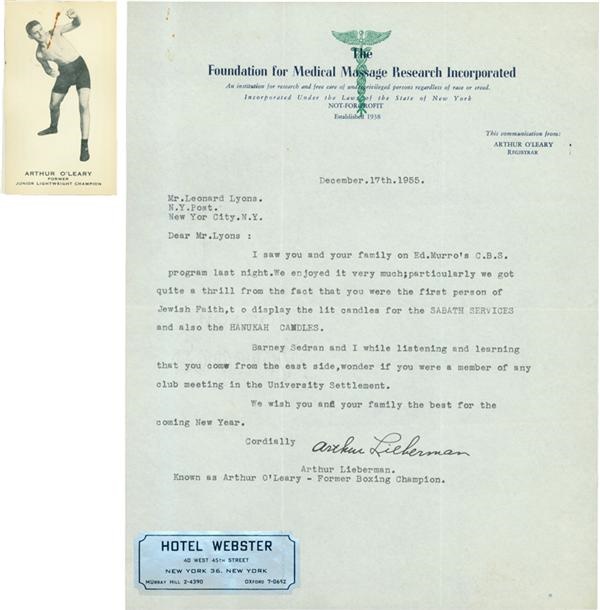 ARTHUR O'LEARY
FORMER
JUNIOR LIGHTWEIGHT CHAMPION
The
Foundation for Medical Massage Research Incorporated
An institution for research and free care of underprivileged persons regardless of race or creed.
Incorporated Under the Laws of the State of New York
NOT-FOR-PROFIT
Established 1938
This communication from:
ARTHUR O'LEARY
REGISTRAR
December.17th.1955.
Mr.Leonard Lyons.
N.Y.Post.
New Yor City.N.Y.
Dear Mr.Lyons :
I saw you and your family on Ed.Murro's C.B.S.
program last night.We enjoyed it very much;particularly we got
quite a thrill from the fact that you were the first person of
Jewish Faith,t o display the lit candles for the SABATH SERVICES
and also the HANUKAH CANDLES.
Barney Sedran and I while listening and learning
that you come from the east side,wonder if you were a member of any
club meeting in the University Settlement.
We wish you and your family the best for the
coming New Year.
Cordially
Arthur Lieberman
Arthur Lieberman.
Known as Arthur O'Leary - Former Boxing Champion.
HOTEL WEBSTER
40 WEST 45TH STREET
NEW YORK 36, NEW YORK
MURRAY HILL 2-4390 OXFORD 7-0692